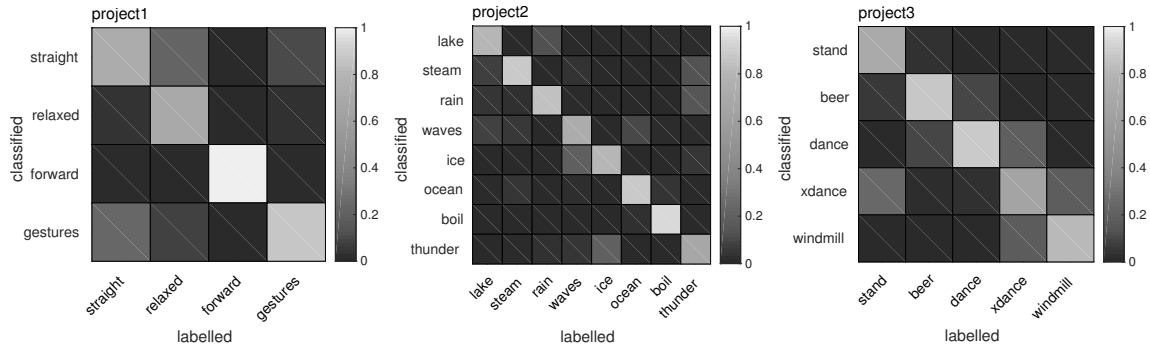 project1
straight
relaxed
forward
gestures
classified
straight
relaxed
forward
gestures
labelled
1
0.8
0.6
0.4
0.2
0
project2
lake
steam
rain
waves
ice
ocean
boil
thunder
classified
lake
steam
rain
waves
ice
ocean
boil
thunder
labelled
1
0.8
0.6
0.4
0.2
0
project3
stand
beer
dance
xdance
windmill
classified
stand
beer
dance
xdance
windmill
labelled
1
0.8
0.6
0.4
0.2
0